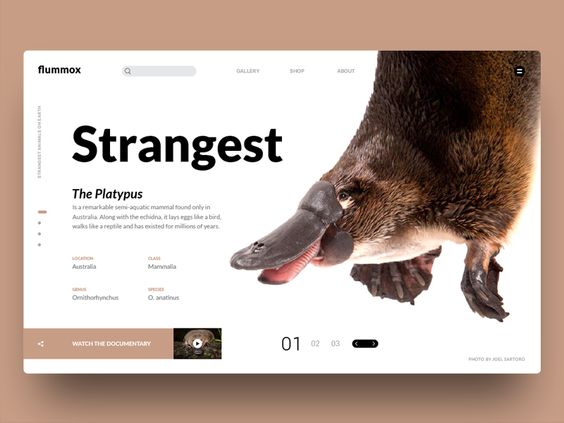 flummox
GALLERY
SHOP
ABOUT
STRANGEST ANIMALS ON EARTH
Strangest
The Platypus
Is a remarkable semi-aquatic mammal found only in
Australia. Along with the echidna, it lays eggs like a bird,
walks like a reptile and has existed for millions of years.
LOCATION
Australia
CLASS
Mammalia
GENUS
Ornithorhynchus
SPECIES
O. anatinus
WATCH THE DOCUMENTARY
01 02 03
PHOTO BY JOEL SARTORO